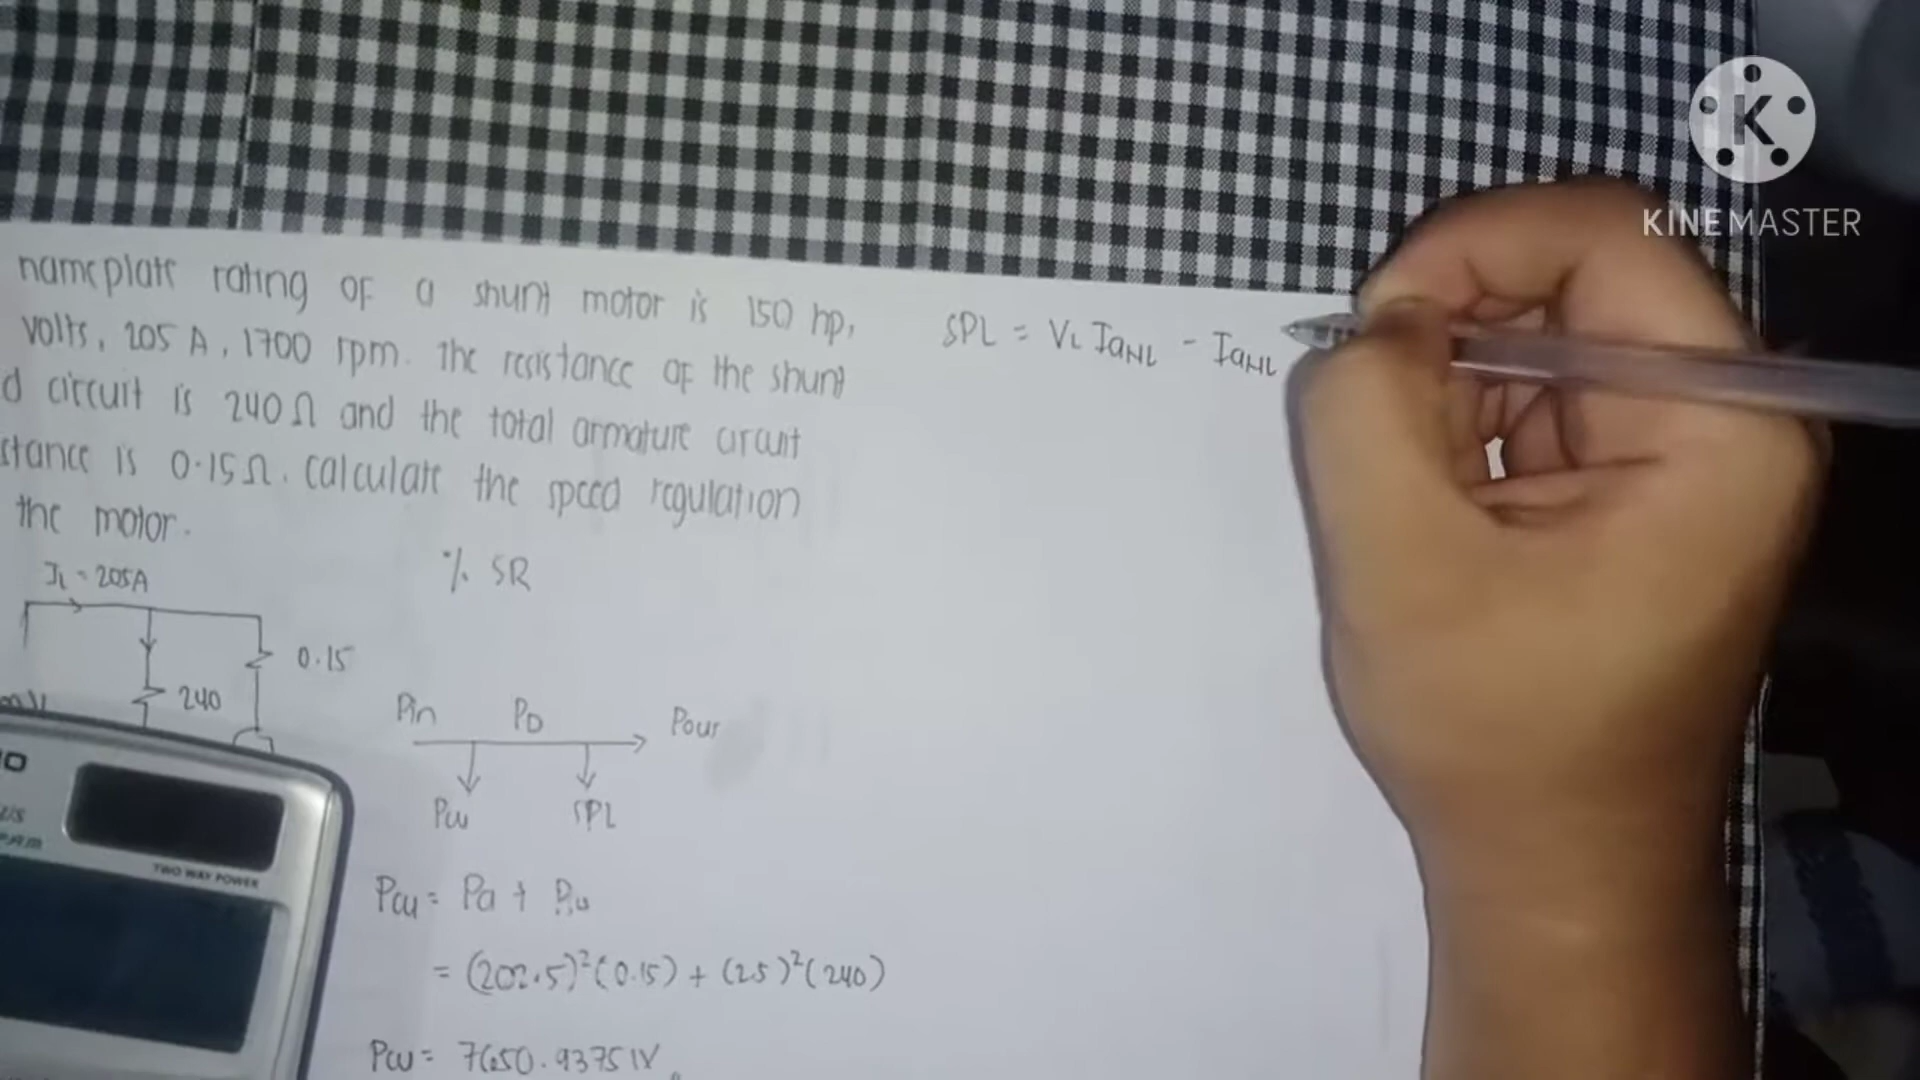 nameplate rating of a shunt motor is 150 hp,
volts, 205 A, 1700 rpm. The resistance of the shunt
d circuit is 240Ω and the total armature circuit
stance is 0.15Ω. Calculate the speed regulation
the motor.
IL = 205A
% SR
0.15
240
Pin PD Pout
Pcu SPL
Pcu = Pa +
= (202.5)²(0.15) + (2.5)²(240)
Pcu = 7650.9375 W
SPL = VL IaNL - IaNL
K
KINEMASTER
TWO WAY POWER